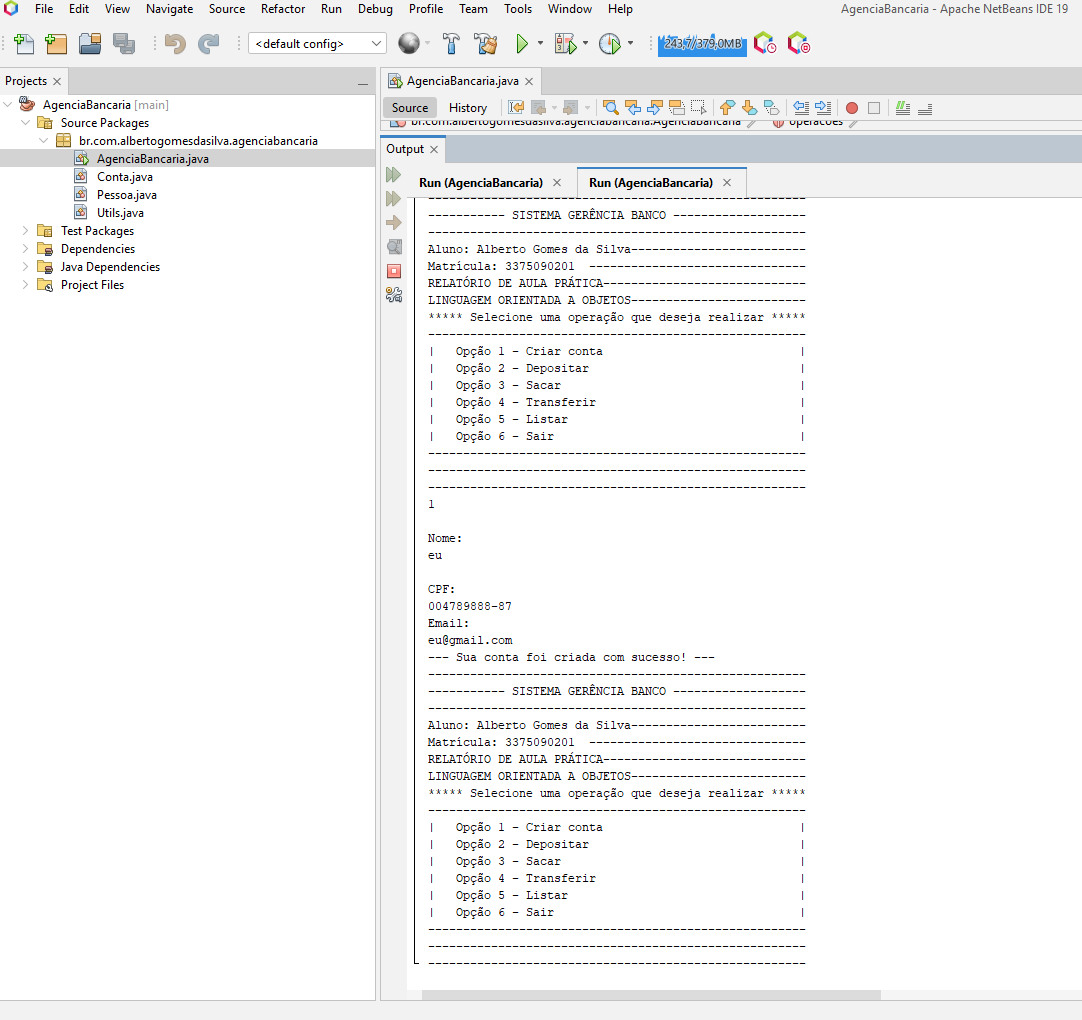 File Edit View Navigate Source Refactor Run Debug Profile Team Tools Window Help AgenciaBancaria - Apache NetBeans IDE 19
<default config> 243,7/379,0MB
Projects
AgenciaBancaria [main]
Source Packages
br.com.albertogomesdasilva.agenciabancaria
AgenciaBancaria.java
Conta.java
Pessoa.java
Utils.java
Test Packages
Dependencies
Java Dependencies
Project Files
AgenciaBancaria.java
Source History
br.com.albertogomesdasilva.agenciabancaria.AgenciaBancaria operacoes
Output
Run (AgenciaBancaria) Run (AgenciaBancaria)
------------------------------------------------------
----------- SISTEMA GERÊNCIA BANCO -------------------
------------------------------------------------------
Aluno: Alberto Gomes da Silva-------------------------
Matrícula: 3375090201  -------------------------------
RELATÓRIO DE AULA PRÁTICA-----------------------------
LINGUAGEM ORIENTADA A OBJETOS-------------------------
***** Selecione uma operação que deseja realizar *****
------------------------------------------------------
|   Opção 1 - Criar conta                            |
|   Opção 2 - Depositar                              |
|   Opção 3 - Sacar                                  |
|   Opção 4 - Transferir                             |
|   Opção 5 - Listar                                 |
|   Opção 6 - Sair                                   |
------------------------------------------------------
------------------------------------------------------
------------------------------------------------------
1
Nome:
eu
CPF:
004789888-87
Email:
eu@gmail.com
--- Sua conta foi criada com sucesso! ---
------------------------------------------------------
----------- SISTEMA GERÊNCIA BANCO -------------------
------------------------------------------------------
Aluno: Alberto Gomes da Silva-------------------------
Matrícula: 3375090201  -------------------------------
RELATÓRIO DE AULA PRÁTICA-----------------------------
LINGUAGEM ORIENTADA A OBJETOS-------------------------
***** Selecione uma operação que deseja realizar *****
------------------------------------------------------
|   Opção 1 - Criar conta                            |
|   Opção 2 - Depositar                              |
|   Opção 3 - Sacar                                  |
|   Opção 4 - Transferir                             |
|   Opção 5 - Listar                                 |
|   Opção 6 - Sair                                   |
------------------------------------------------------
------------------------------------------------------
------------------------------------------------------